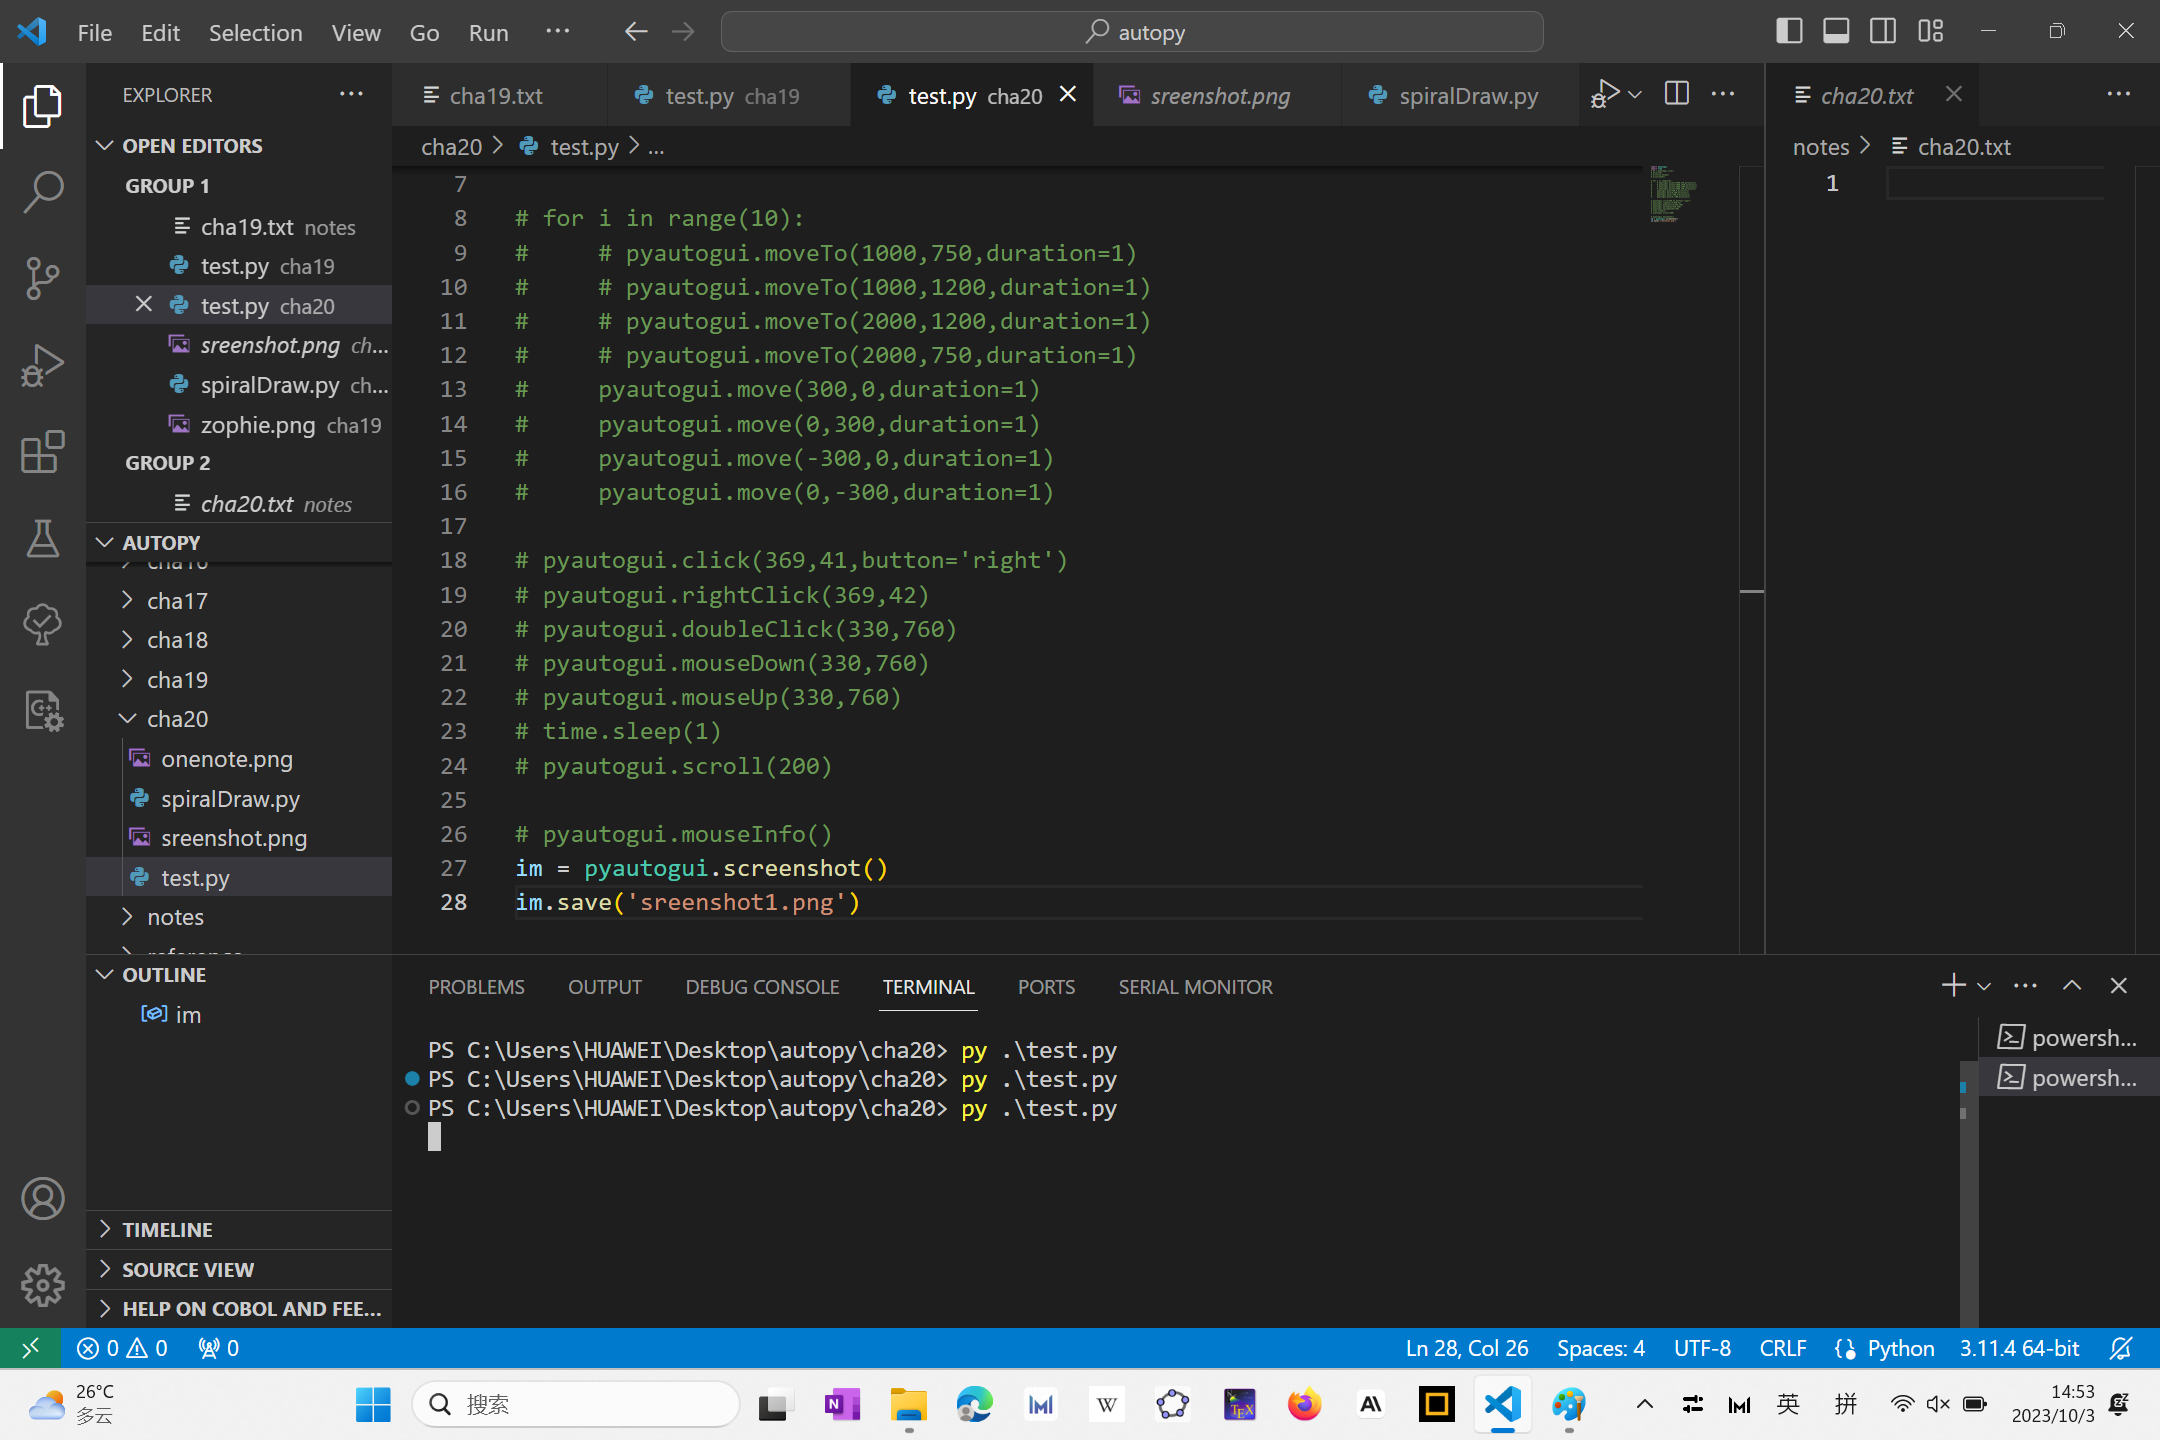 File Edit Selection View Go Run ··· autopy
EXPLORER
OPEN EDITORS
GROUP 1
cha19.txt notes
test.py cha19
test.py cha20
sreenshot.png ch...
spiralDraw.py ch...
zophie.png cha19
GROUP 2
cha20.txt notes
AUTOPY
cha17
cha18
cha19
cha20
onenote.png
spiralDraw.py
sreenshot.png
test.py
notes
reference
OUTLINE
im
TIMELINE
SOURCE VIEW
HELP ON COBOL AND FEE...
cha19.txt test.py cha19 test.py cha20 sreenshot.png spiralDraw.py
cha20 > test.py > ...
7
8 # for i in range(10):
9 #     # pyautogui.moveTo(1000,750,duration=1)
10 #     # pyautogui.moveTo(1000,1200,duration=1)
11 #     # pyautogui.moveTo(2000,1200,duration=1)
12 #     # pyautogui.moveTo(2000,750,duration=1)
13 #     pyautogui.move(300,0,duration=1)
14 #     pyautogui.move(0,300,duration=1)
15 #     pyautogui.move(-300,0,duration=1)
16 #     pyautogui.move(0,-300,duration=1)
17
18 # pyautogui.click(369,41,button='right')
19 # pyautogui.rightClick(369,42)
20 # pyautogui.doubleClick(330,760)
21 # pyautogui.mouseDown(330,760)
22 # pyautogui.mouseUp(330,760)
23 # time.sleep(1)
24 # pyautogui.scroll(200)
25
26 # pyautogui.mouseInfo()
27 im = pyautogui.screenshot()
28 im.save('sreenshot1.png')
cha20.txt
notes > cha20.txt
1
PROBLEMS OUTPUT DEBUG CONSOLE TERMINAL PORTS SERIAL MONITOR
PS C:\Users\HUAWEI\Desktop\autopy\cha20> py .\test.py
PS C:\Users\HUAWEI\Desktop\autopy\cha20> py .\test.py
PS C:\Users\HUAWEI\Desktop\autopy\cha20> py .\test.py
powersh...
powersh...
0 0 0 Ln 28, Col 26 Spaces: 4 UTF-8 CRLF Python 3.11.4 64-bit
26°C
多云
搜索
英 拼
14:53
2023/10/3